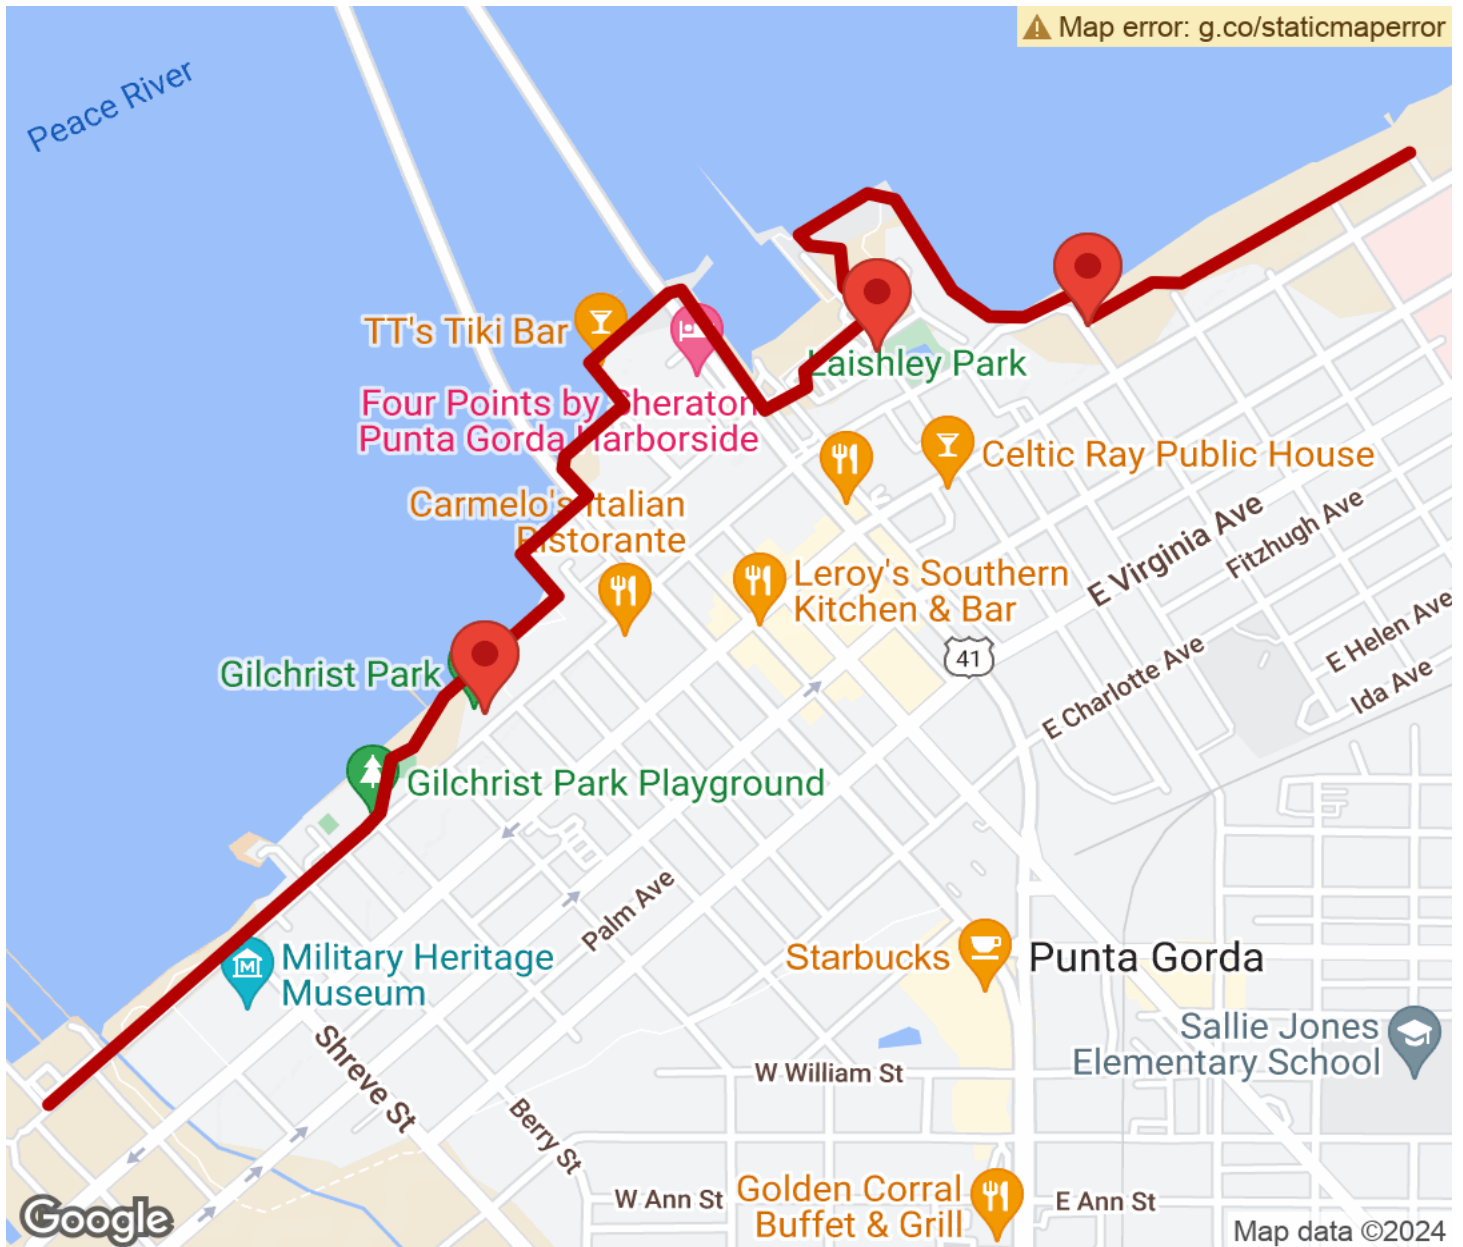 Map error: g.co/staticmaperror
Peace River
TT's Tiki Bar
Four Points by Sheraton
Punta Gorda Harborside
Laishley Park
Celtic Ray Public House
Carmelo's Italian
Ristorante
Leroy's Southern
Kitchen & Bar
E Virginia Ave
Fitzhugh Ave
E Helen Ave
Ida Ave
E Charlotte Ave
41
Gilchrist Park
Gilchrist Park Playground
Palm Ave
Military Heritage
Museum
Starbucks
Punta Gorda
Sallie Jones
Elementary School
Shreve St
W William St
Berry St
W Ann St
Golden Corral
Buffet & Grill
E Ann St
Google
Map data ©2024